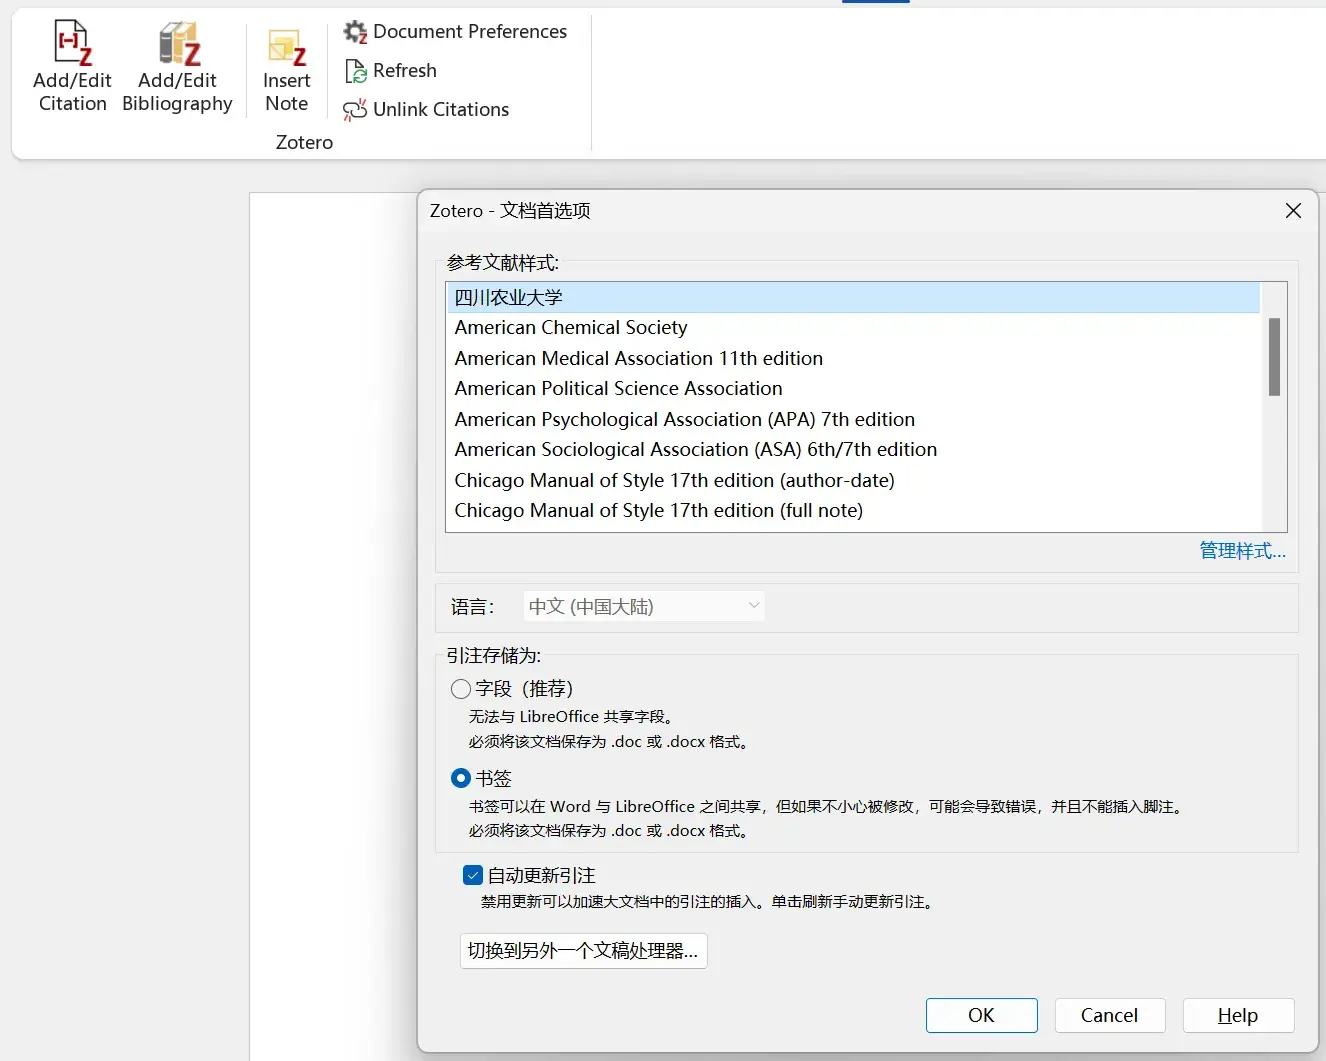 Add/Edit
Citation
Add/Edit
Bibliography
Insert
Note
Document Preferences
Refresh
Unlink Citations
Zotero
Zotero - 文档首选项
参考文献样式:
四川农业大学
American Chemical Society
American Medical Association 11th edition
American Political Science Association
American Psychological Association (APA) 7th edition
American Sociological Association (ASA) 6th/7th edition
Chicago Manual of Style 17th edition (author-date)
Chicago Manual of Style 17th edition (full note)
管理样式...
语言：
中文 (中国大陆)
引注存储为:
字段（推荐）
无法与 LibreOffice 共享字段。
必须将该文档保存为 .doc 或 .docx 格式。
书签
书签可以在 Word 与 LibreOffice 之间共享，但如果不小心被修改，可能会导致错误，并且不能插入脚注。
必须将该文档保存为 .doc 或 .docx 格式。
自动更新引注
禁用更新可以加速大文档中的引注的插入。单击刷新手动更新引注。
切换到另外一个文稿处理器...
OK
Cancel
Help